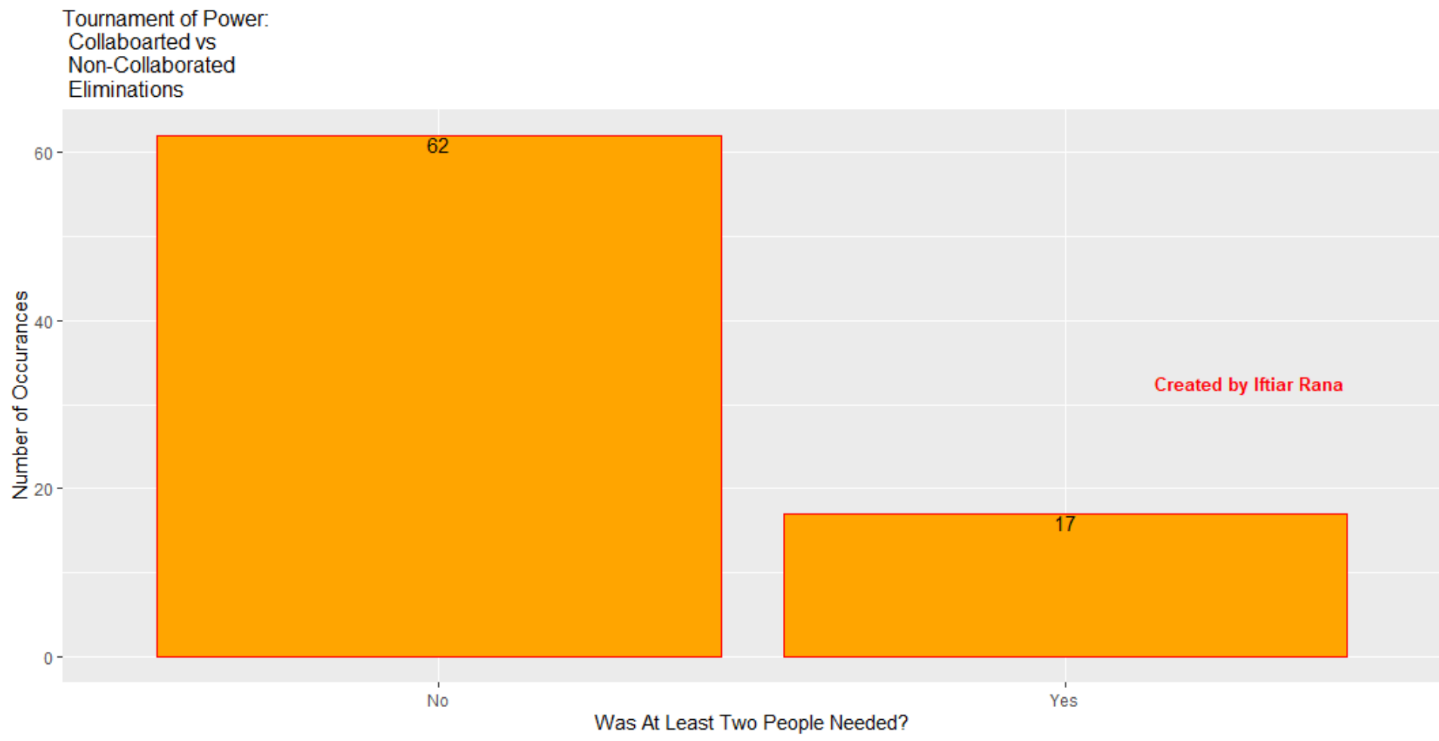 Tournament of Power:
Collaboarted vs
Non-Collaborated
Eliminations
62
60
40
Number of Occurances
Created by Iftiar Rana
20
17
0
No
Yes
Was At Least Two People Needed?